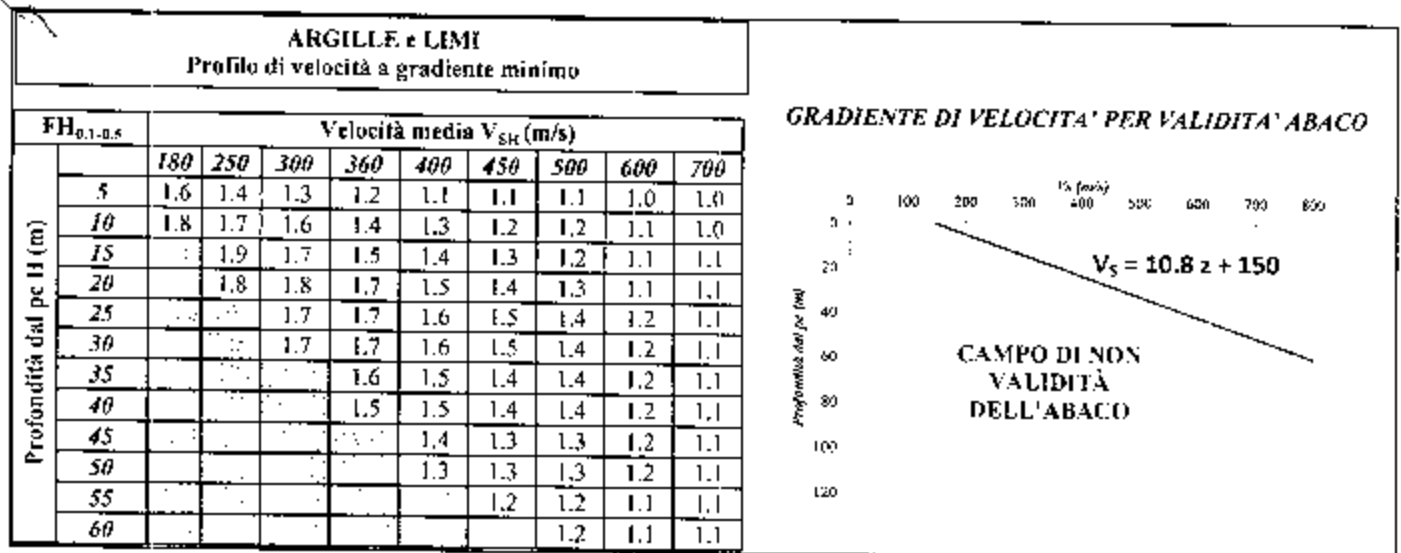 ARGILLE e LIMI
Profilo di velocità a gradiente minimo
FH0.1-0.5 Velocità media VSH (m/s)
180 250 300 360 400 450 500 600 700
Profondità dal pc H (m)
5 1.6 1.4 1.3 1.2 1.1 1.1 1.1 1.0 1.0
10 1.8 1.7 1.6 1.4 1.3 1.2 1.2 1.1 1.0
15 1.9 1.7 1.5 1.4 1.3 1.2 1.1 1.1
20 1.8 1.8 1.7 1.5 1.4 1.3 1.1 1.1
25 1.7 1.7 1.6 1.5 1.4 1.2 1.1
30 1.7 1.7 1.6 1.5 1.4 1.2 1.1
35 1.6 1.5 1.4 1.4 1.2 1.1
40 1.5 1.5 1.4 1.4 1.2 1.1
45 1.4 1.3 1.3 1.2 1.1
50 1.3 1.3 1.3 1.2 1.1
55 1.2 1.2 1.1 1.1
60 1.2 1.1 1.1
GRADIENTE DI VELOCITA' PER VALIDITA' ABACO
Vs (m/s)
0 100 200 300 400 500 600 700 800
Profondità dal pc (m)
0
20
40
60
80
100
120
VS = 10.8 z + 150
CAMPO DI NON
VALIDITÀ
DELL'ABACO